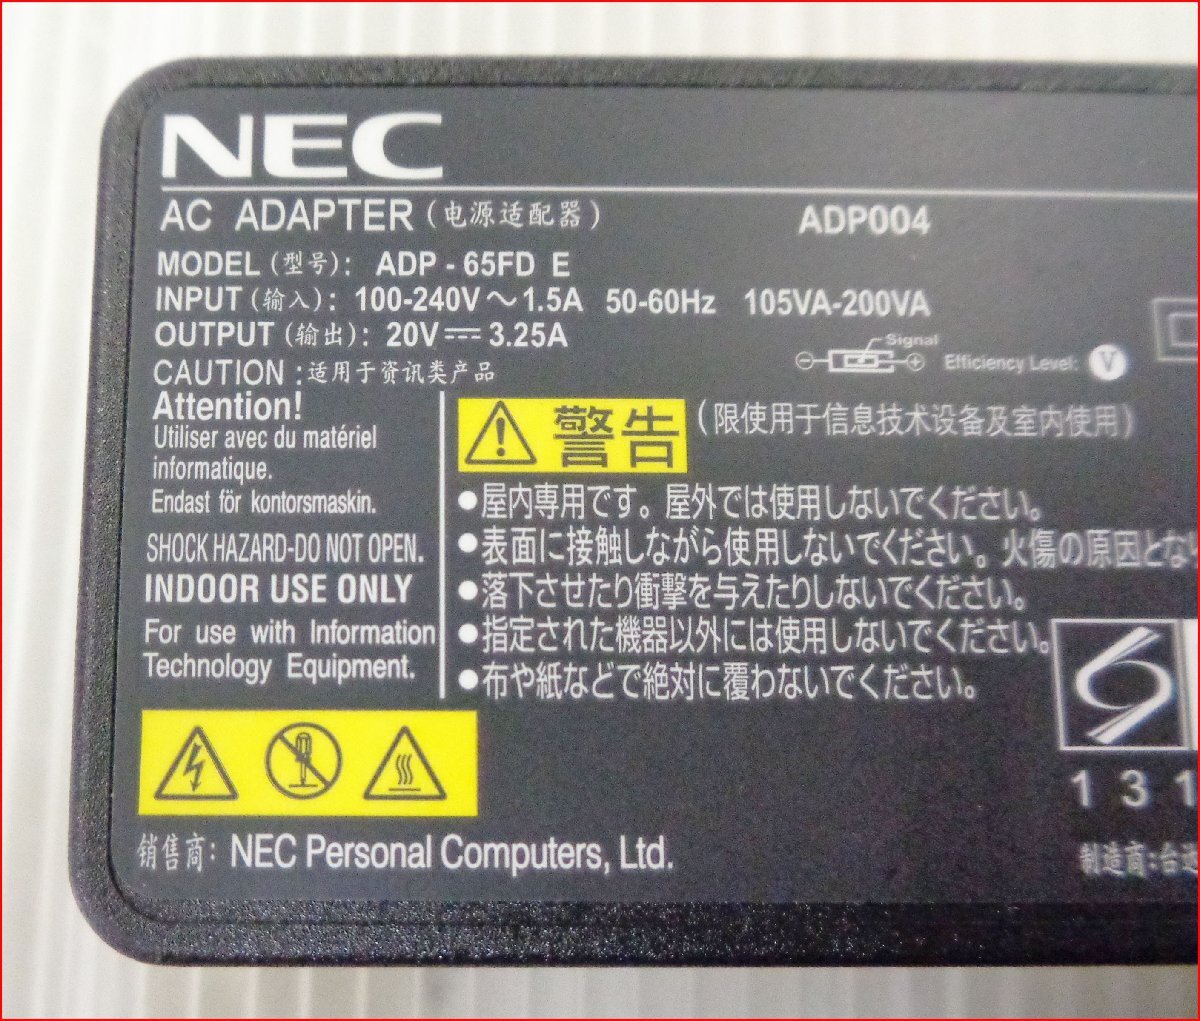 NEC
AC ADAPTER (电源适配器) ADP004
MODEL (型号): ADP - 65FD E
INPUT (输入): 100-240V～1.5A 50-60Hz 105VA-200VA
OUTPUT (输出): 20V⎓3.25A
Signal
Efficiency Level: V
CAUTION :适用于资讯类产品
Attention!
Utiliser avec du matériel
informatique.
Endast för kontorsmaskin.
SHOCK HAZARD-DO NOT OPEN.
INDOOR USE ONLY
For use with Information
Technology Equipment.
警告 (限使用于信息技术设备及室内使用)
●屋内専用です。屋外では使用しないでください。
●表面に接触しながら使用しないでください。火傷の原因とな
●落下させたり衝撃を与えたりしないでください。
●指定された機器以外には使用しないでください。
●布や紙などで絶対に覆わないでください。
1 3 1
销售商: NEC Personal Computers, Ltd.
制造商:台达